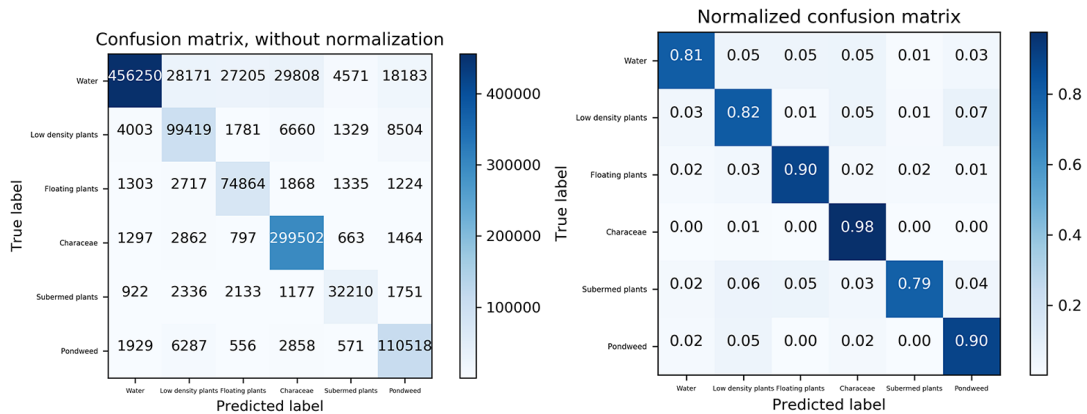 Confusion matrix, without normalization
True label
Water 456250 28171 27205 29808 4571 18183
Low density plants 4003 99419 1781 6660 1329 8504
Floating plants 1303 2717 74864 1868 1335 1224
Characeae 1297 2862 797 299502 663 1464
Subermed plants 922 2336 2133 1177 32210 1751
Pondweed 1929 6287 556 2858 571 110518
Water Low density plants Floating plants Characeae Subermed plants Pondweed
Predicted label
400000
300000
200000
100000
Normalized confusion matrix
True label
Water 0.81 0.05 0.05 0.05 0.01 0.03
Low density plants 0.03 0.82 0.01 0.05 0.01 0.07
Floating plants 0.02 0.03 0.90 0.02 0.02 0.01
Characeae 0.00 0.01 0.00 0.98 0.00 0.00
Subermed plants 0.02 0.06 0.05 0.03 0.79 0.04
Pondweed 0.02 0.05 0.00 0.02 0.00 0.90
Water Low density plants Floating plants Characeae Subermed plants Pondweed
Predicted label
0.8
0.6
0.4
0.2